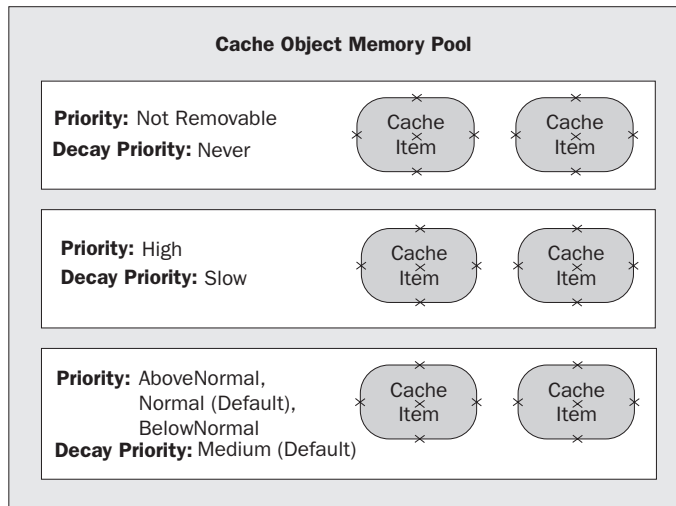 Cache Object Memory Pool
Priority: Not Removable
Decay Priority: Never
Cache
Item
Cache
Item
Priority: High
Decay Priority: Slow
Cache
Item
Cache
Item
Priority: AboveNormal,
Normal (Default),
BelowNormal
Decay Priority: Medium (Default)
Cache
Item
Cache
Item